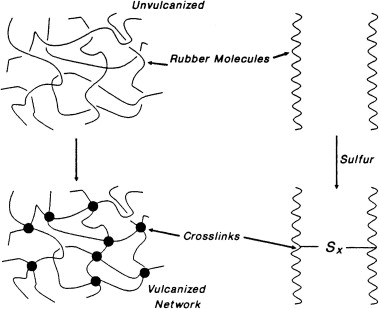 Unvulcanized
Rubber Molecules
Sulfur
Crosslinks
Sx
Vulcanized
Network